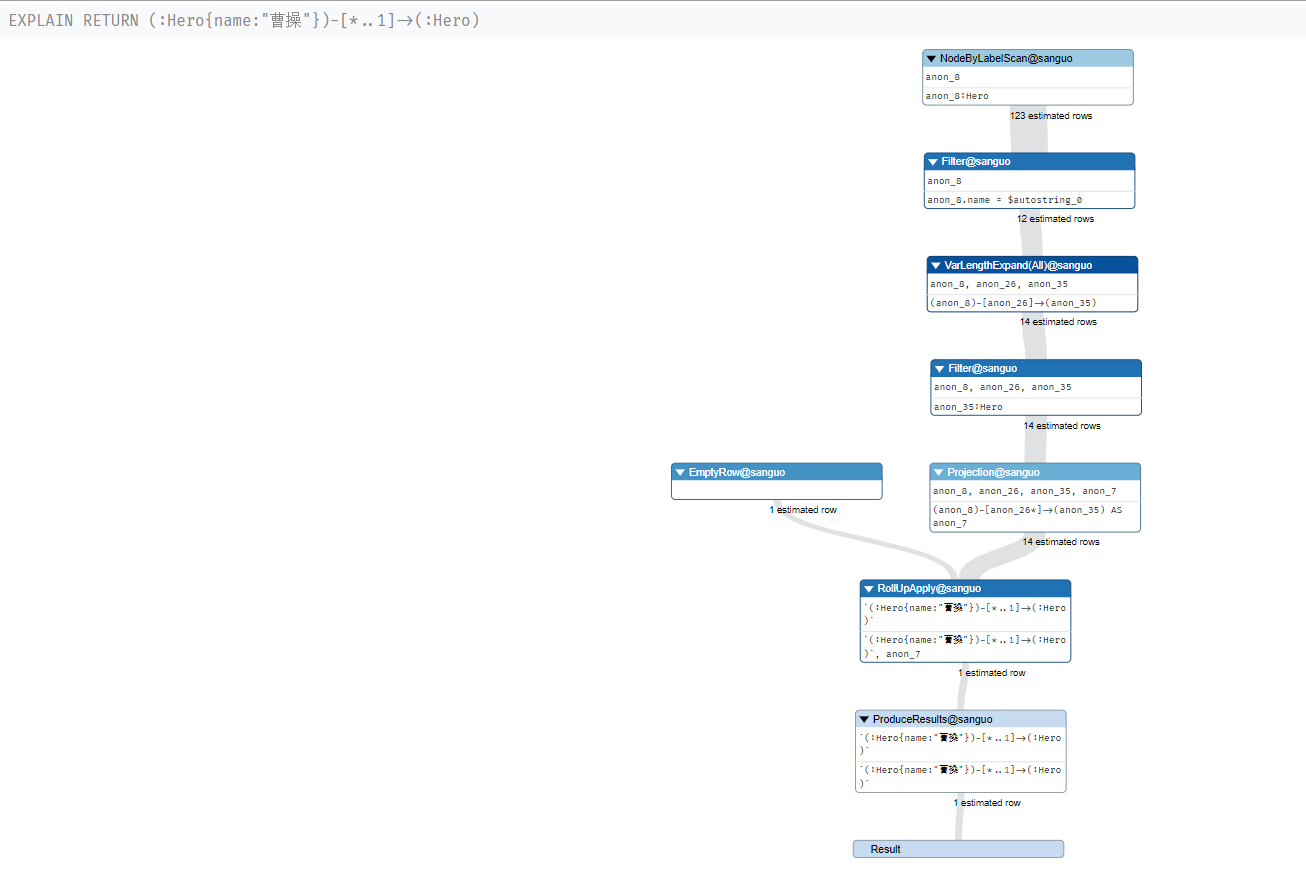 EXPLAIN RETURN (:Hero{name:"曹操"})-[*..1]->(:Hero)
NodeByLabelScan@sanguo
anon_8
anon_8:Hero
123 estimated rows
Filter@sanguo
anon_8
anon_8.name = $autostring_0
12 estimated rows
VarLengthExpand(All)@sanguo
anon_8, anon_26, anon_35
(anon_8)-[anon_26]->(anon_35)
14 estimated rows
Filter@sanguo
anon_8, anon_26, anon_35
anon_35:Hero
14 estimated rows
EmptyRow@sanguo
1 estimated row
Projection@sanguo
anon_8, anon_26, anon_35, anon_7
(anon_8)-[anon_26*]->(anon_35) AS
anon_7
14 estimated rows
RollUpApply@sanguo
`(:Hero{name:"曹操"})-[*..1]->(:Hero
)`
`(:Hero{name:"曹操"})-[*..1]->(:Hero
)`, anon_7
1 estimated row
ProduceResults@sanguo
`(:Hero{name:"曹操"})-[*..1]->(:Hero
)`
`(:Hero{name:"曹操"})-[*..1]->(:Hero
)`
1 estimated row
Result